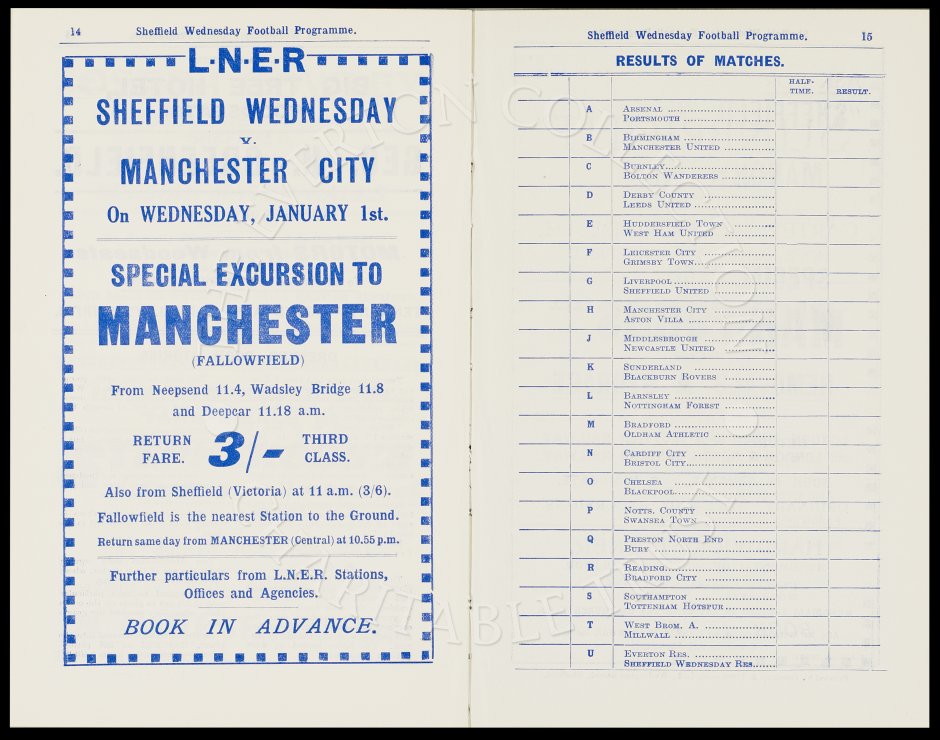 14 Sheffield Wednesday Football Programme.
L·N·E·R
SHEFFIELD WEDNESDAY
v.
MANCHESTER CITY
On WEDNESDAY, JANUARY 1st.
SPECIAL EXCURSION TO
MANCHESTER
(FALLOWFIELD)
From Neepsend 11.4, Wadsley Bridge 11.8
and Deepcar 11.18 a.m.
RETURN FARE. 3/- THIRD CLASS.
Also from Sheffield (Victoria) at 11 a.m. (3/6).
Fallowfield is the nearest Station to the Ground.
Return same day from MANCHESTER (Central) at 10.55 p.m.
Further particulars from L.N.E.R. Stations,
Offices and Agencies.
BOOK IN ADVANCE.
Sheffield Wednesday Football Programme. 15
RESULTS OF MATCHES.
HALF-TIME. RESULT.
A ARSENAL
PORTSMOUTH
B BIRMINGHAM
MANCHESTER UNITED
C BURNLEY
BOLTON WANDERERS
D DERBY COUNTY
LEEDS UNITED
E HUDDERSFIELD TOWN
WEST HAM UNITED
F LEICESTER CITY
GRIMSBY TOWN
G LIVERPOOL
SHEFFIELD UNITED
H MANCHESTER CITY
ASTON VILLA
J MIDDLESBROUGH
NEWCASTLE UNITED
K SUNDERLAND
BLACKBURN ROVERS
L BARNSLEY
NOTTINGHAM FOREST
M BRADFORD
OLDHAM ATHLETIC
N CARDIFF CITY
BRISTOL CITY
O CHELSEA
BLACKPOOL
P NOTTS. COUNTY
SWANSEA TOWN
Q PRESTON NORTH END
BURY
R READING
BRADFORD CITY
S SOUTHAMPTON
TOTTENHAM HOTSPUR
T WEST BROM. A.
MILLWALL
U EVERTON RES.
SHEFFIELD WEDNESDAY RES.